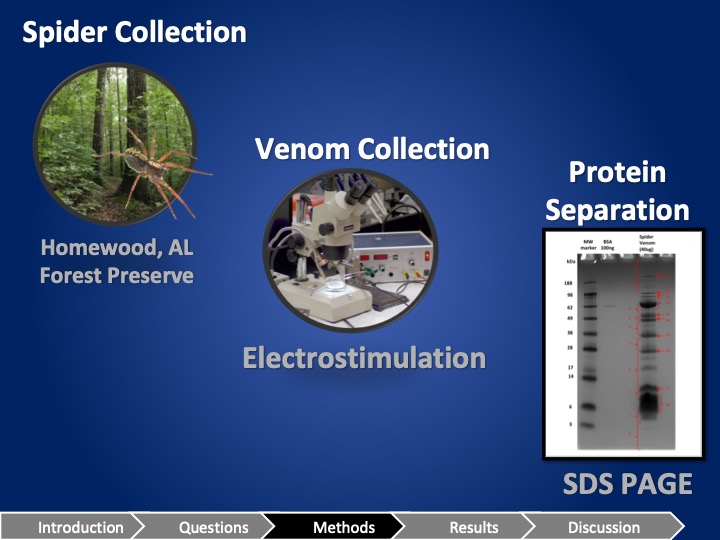 Spider Collection
Homewood, AL
Forest Preserve
Venom Collection
Electrostimulation
Protein
Separation
MW
marker
BSA
100ng
Spider
Venom
(40ug)
kDa
188
98
62
49
38
28
17
14
6
3
SDS PAGE
Introduction
Questions
Methods
Results
Discussion